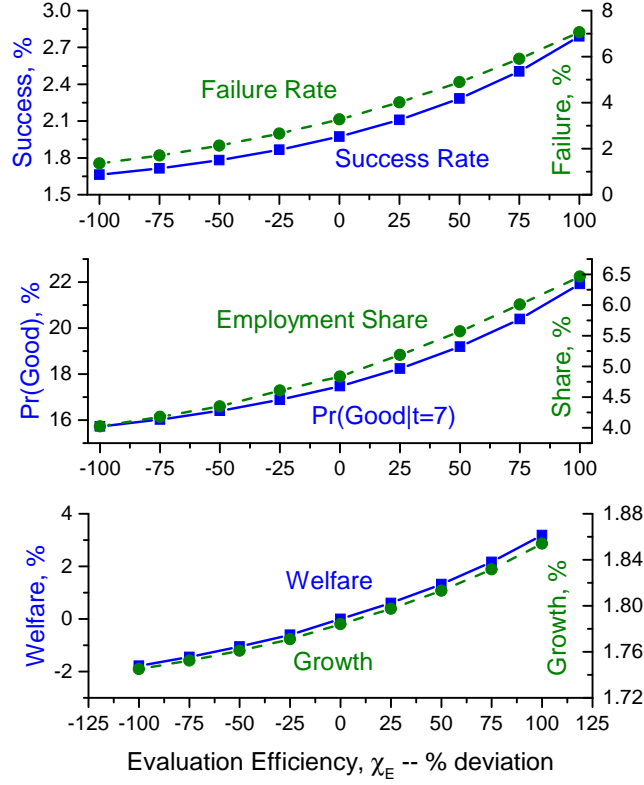 3.0
2.7
2.4
2.1
1.8
1.5
Success, %
8
6
4
2
0
Failure, %
Failure Rate
Success Rate
-100 -75 -50 -25 0 25 50 75 100
22
20
18
16
Pr(Good), %
6.5
6.0
5.5
5.0
4.5
4.0
Share, %
Employment Share
Pr(Good|t=7)
-100 -75 -50 -25 0 25 50 75 100
4
2
0
-2
Welfare, %
1.88
1.84
1.80
1.76
1.72
Growth, %
Welfare
Growth
-125 -100 -75 -50 -25 0 25 50 75 100 125
Evaluation Efficiency, χE -- % deviation